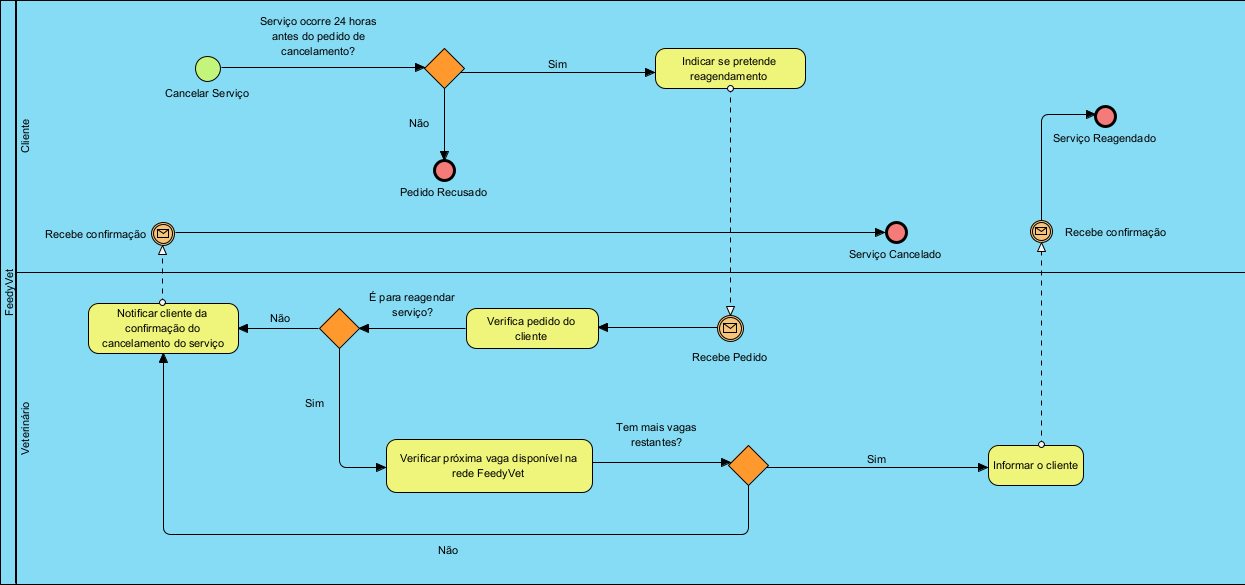 FeedyVet
Cliente
Serviço ocorre 24 horas
antes do pedido de
cancelamento?
Cancelar Serviço
Sim
Indicar se pretende
reagendamento
Não
Pedido Recusado
Serviço Reagendado
Recebe confirmação
Serviço Cancelado
Recebe confirmação
Veterinário
Notificar cliente da
confirmação do
cancelamento do serviço
Não
É para reagendar
serviço?
Verifica pedido do
cliente
Recebe Pedido
Sim
Verificar próxima vaga disponível na
rede FeedyVet
Tem mais vagas
restantes?
Sim
Informar o cliente
Não